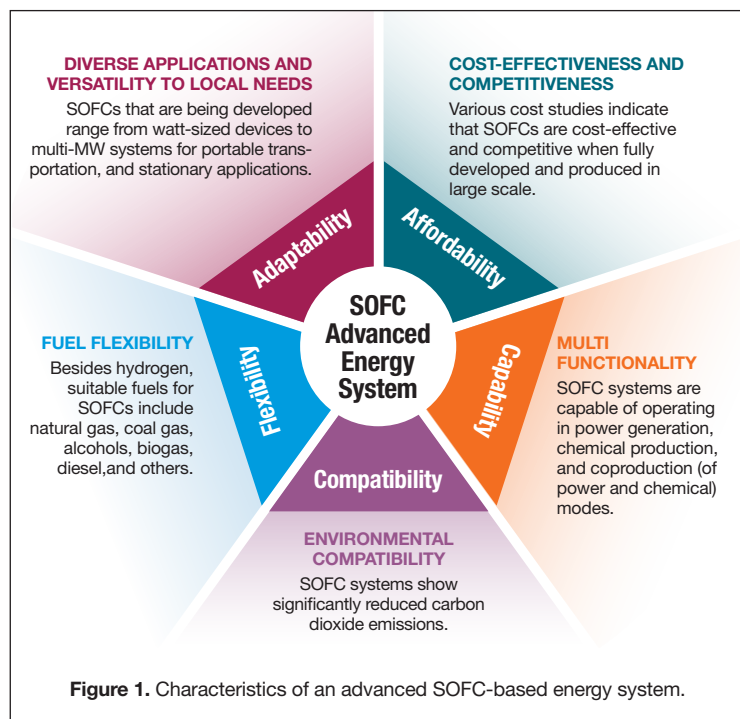 DIVERSE APPLICATIONS AND
VERSATILITY TO LOCAL NEEDS
SOFCs that are being developed
range from watt-sized devices to
multi-MW systems for portable trans-
portation, and stationary applications.
COST-EFFECTIVENESS AND
COMPETITIVENESS
Various cost studies indicate
that SOFCs are cost-effective
and competitive when fully
developed and produced in
large scale.
Adaptability
Affordability
SOFC
Advanced
Energy
System
FUEL FLEXIBILITY
Besides hydrogen,
suitable fuels for
SOFCs include
natural gas, coal gas,
alcohols, biogas,
diesel,and others.
Flexibility
Capability
MULTI
FUNCTIONALITY
SOFC systems are
capable of operating
in power generation,
chemical production,
and coproduction (of
power and chemical)
modes.
Compatibility
ENVIRONMENTAL
COMPATIBILITY
SOFC systems show
significantly reduced carbon
dioxide emissions.
Figure 1. Characteristics of an advanced SOFC-based energy system.